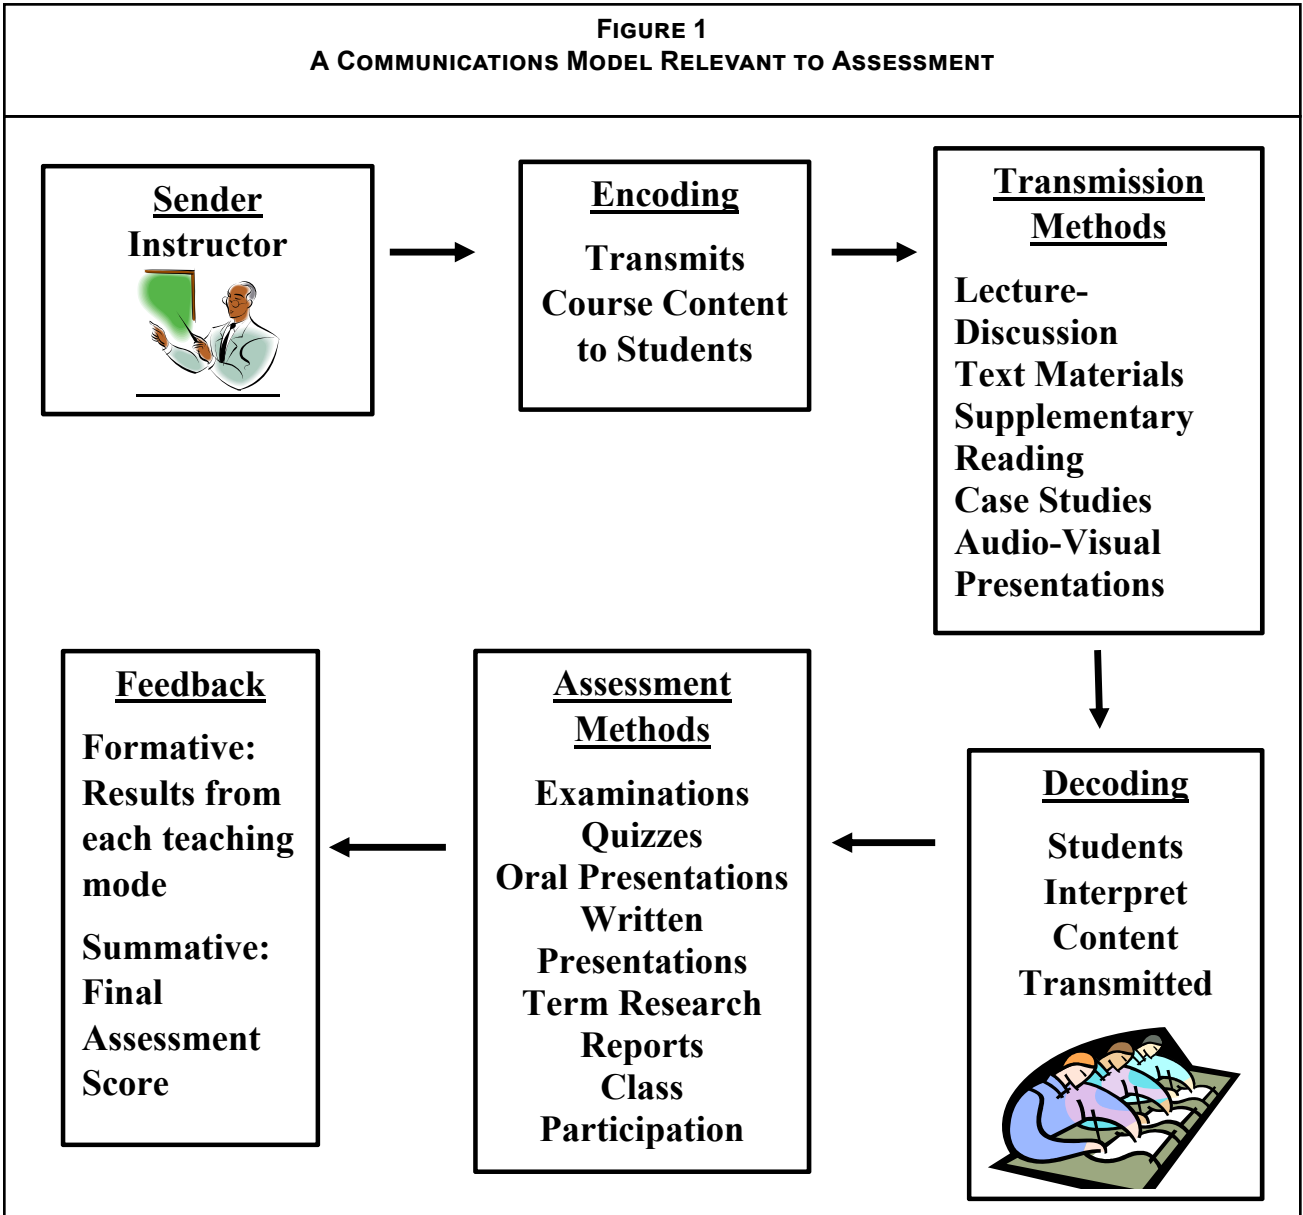 FIGURE 1
A COMMUNICATIONS MODEL RELEVANT TO ASSESSMENT
Sender
Instructor
Encoding
Transmits
Course Content
to Students
Transmission
Methods
Lecture-
Discussion
Text Materials
Supplementary
Reading
Case Studies
Audio-Visual
Presentations
Decoding
Students
Interpret
Content
Transmitted
Assessment
Methods
Examinations
Quizzes
Oral Presentations
Written
Presentations
Term Research
Reports
Class
Participation
Feedback
Formative:
Results from
each teaching
mode
Summative:
Final
Assessment
Score